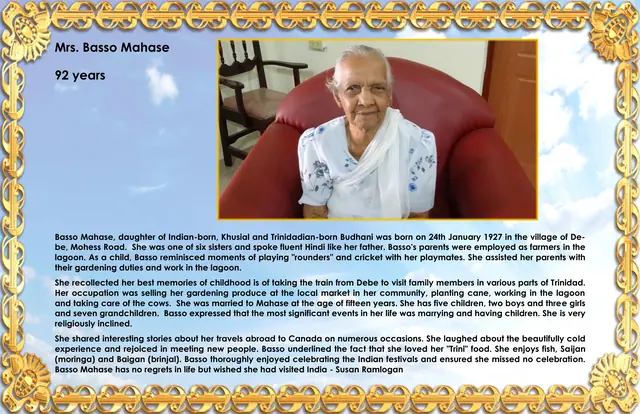 Mrs. Basso Mahase
92 years
Basso Mahase, daughter of Indian-born, Khusial and Trinidadian-born Budhani was born on 24th January 1927 in the village of De-
be, Mohess Road.  She was one of six sisters and spoke fluent Hindi like her father. Basso's parents were employed as farmers in the
lagoon. As a child, Basso reminisced moments of playing "rounders" and cricket with her playmates. She assisted her parents with
their gardening duties and work in the lagoon.
She recollected her best memories of childhood is of taking the train from Debe to visit family members in various parts of Trinidad.
Her occupation was selling her gardening produce at the local market in her community, planting cane, working in the lagoon
and taking care of the cows.  She was married to Mahase at the age of fifteen years. She has five children, two boys and three girls
and seven grandchildren.  Basso expressed that the most significant events in her life was marrying and having children. She is very
religiously inclined.
She shared interesting stories about her travels abroad to Canada on numerous occasions. She laughed about the beautifully cold
experience and rejoiced in meeting new people. Basso underlined the fact that she loved her "Trini" food. She enjoys fish, Saijan
(moringa) and Baigan (brinjal). Basso thoroughly enjoyed celebrating the Indian festivals and ensured she missed no celebration.
Basso Mahase has no regrets in life but wished she had visited India - Susan Ramlogan